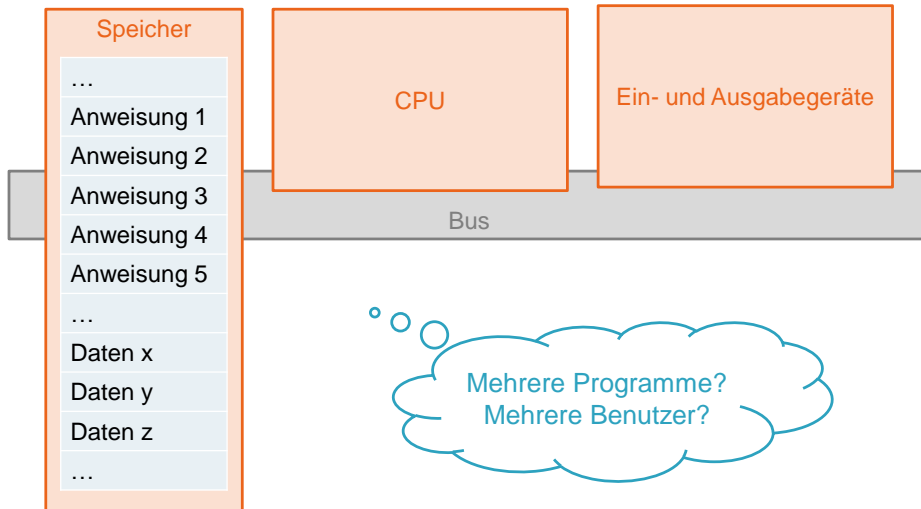 Speicher
…
Anweisung 1
Anweisung 2
Anweisung 3
Anweisung 4
Anweisung 5
…
Daten x
Daten y
Daten z
…
CPU
Ein- und Ausgabegeräte
Bus
Mehrere Programme?
Mehrere Benutzer?